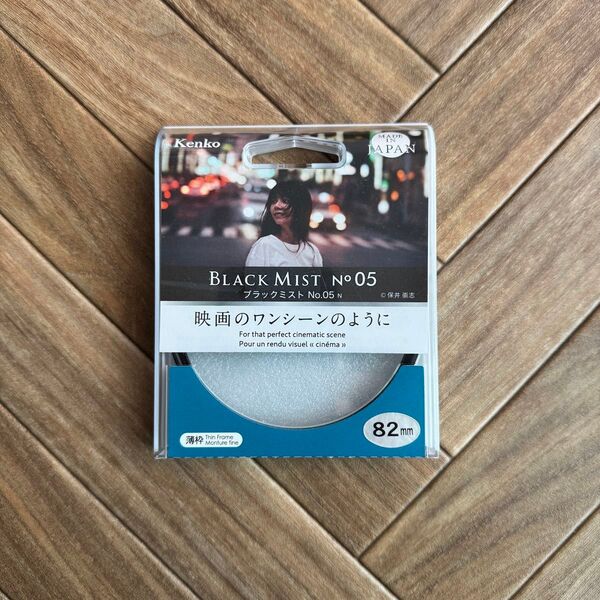 Kenko
MADE
IN
JAPAN
BLACK MIST No 05
ブラックミスト No.05 N
© 保井 崇志
映画のワンシーンのように
For that perfect cinematic scene
Pour un rendu visuel « cinéma »
薄枠
Thin Frame
Monture fine
82mm